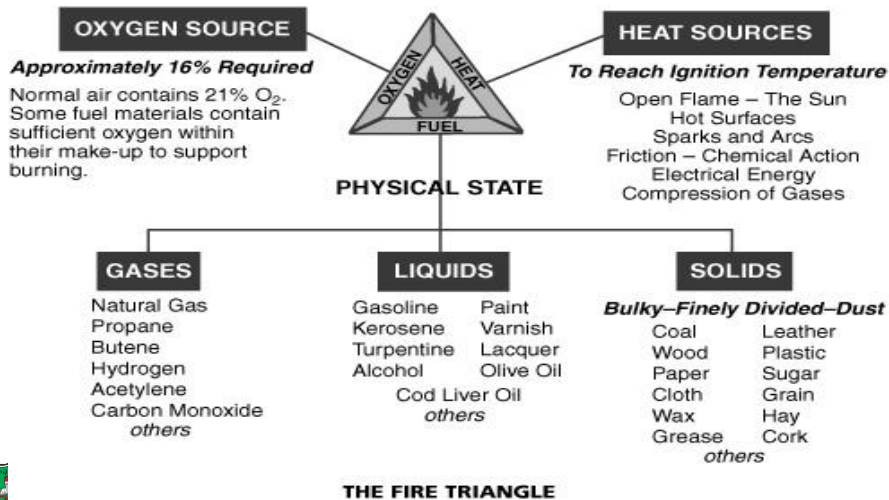 OXYGEN SOURCE
Approximately 16% Required
Normal air contains 21% O₂.
Some fuel materials contain
sufficient oxygen within
their make-up to support
burning.
OXYGEN
HEAT
FUEL
HEAT SOURCES
To Reach Ignition Temperature
Open Flame – The Sun
Hot Surfaces
Sparks and Arcs
Friction – Chemical Action
Electrical Energy
Compression of Gases
PHYSICAL STATE
GASES
Natural Gas
Propane
Butene
Hydrogen
Acetylene
Carbon Monoxide
others
LIQUIDS
Gasoline Paint
Kerosene Varnish
Turpentine Lacquer
Alcohol Olive Oil
Cod Liver Oil
others
SOLIDS
Bulky–Finely Divided–Dust
Coal Leather
Wood Plastic
Paper Sugar
Cloth Grain
Wax Hay
Grease Cork
others
THE FIRE TRIANGLE